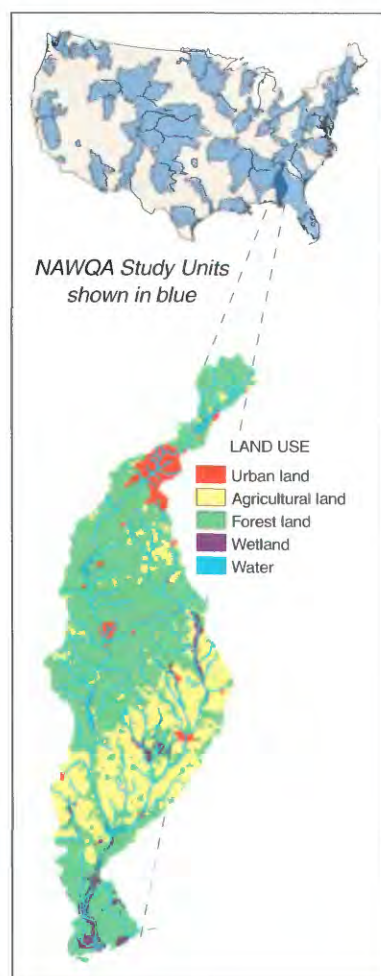 NAWQA Study Units
shown in blue
LAND USE
Urban land
Agricultural land
Forest land
Wetland
Water